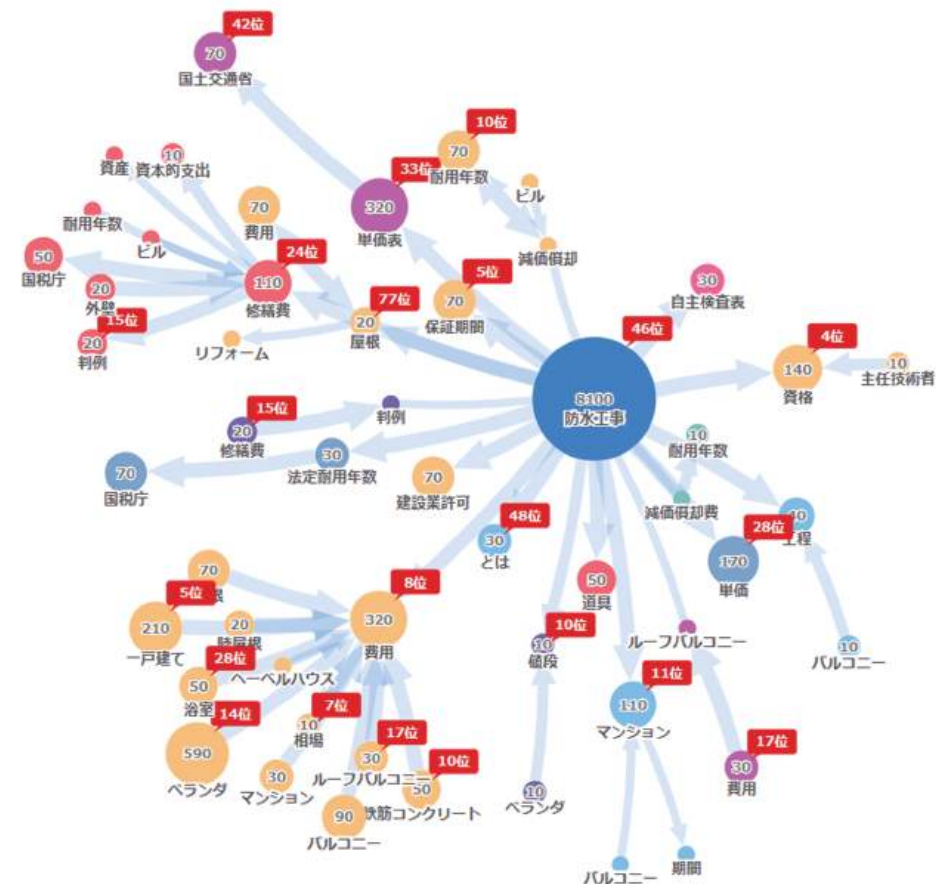 42位
70
国土交通省
10位
70
耐用年数
33位
320
単価表
資産
10
資本的支出
ビル
減価償却
耐用年数
ビル
70
費用
50
国税庁
20
外壁
24位
110
修繕費
15位
20
判例
77位
20
屋根
リフォーム
5位
70
保証期間
30
自主検査表
46位
8100
防水工事
4位
140
資格
10
主任技術者
15位
20
修繕費
判例
70
国税庁
30
法定耐用年数
70
建設業許可
10
耐用年数
減価償却費
48位
30
とは
28位
170
単価
40
工程
10
バルコニー
50
道具
10位
10
値段
10
ベランダ
ルーフバルコニー
17位
30
費用
11位
110
マンション
バルコニー
期間
8位
320
費用
70
根
5位
210
一戸建て
20
陸屋根
ヘーベルハウス
28位
50
浴室
14位
590
ベランダ
30
マンション
7位
10
相場
17位
30
ルーフバルコニー
10位
50
鉄筋コンクリート
90
バルコニー